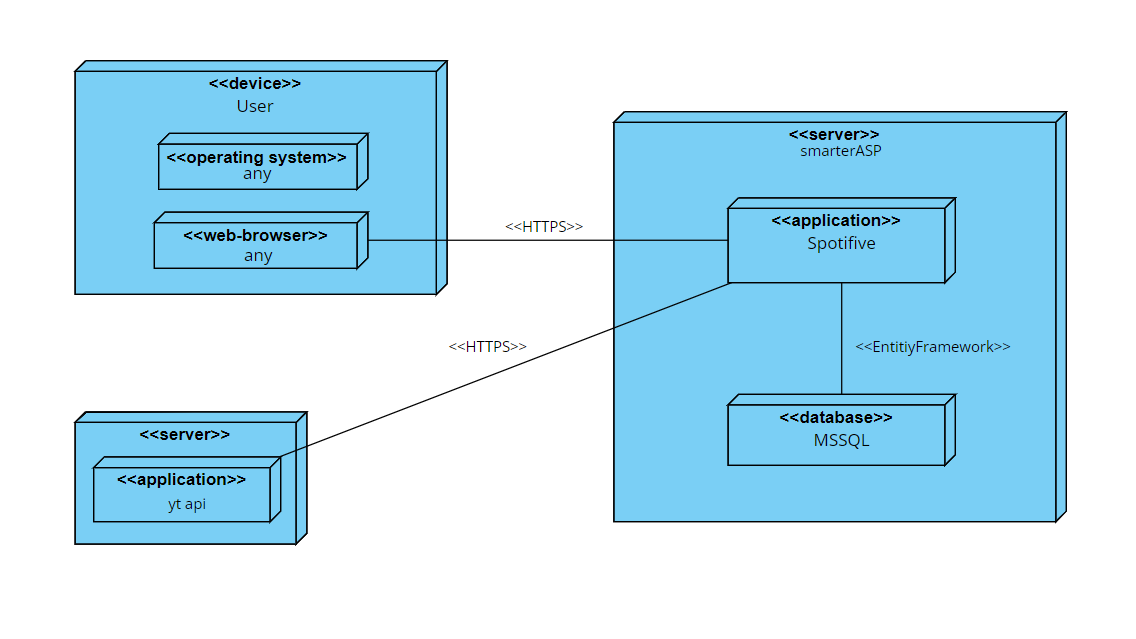 <<device>>
User
<<operating system>>
any
<<web-browser>>
any
<<HTTPS>>
<<server>>
smarterASP
<<application>>
Spotifive
<<HTTPS>>
<<EntitiyFramework>>
<<database>>
MSSQL
<<server>>
<<application>>
yt api